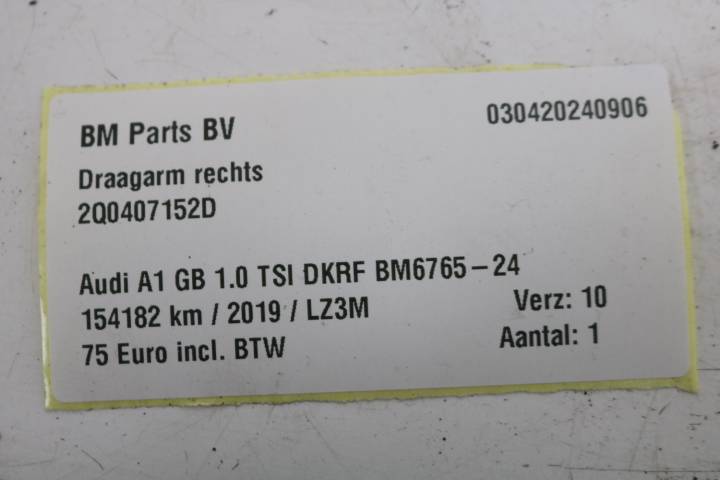 BM Parts BV 030420240906
Draagarm rechts
2Q0407152D
Audi A1 GB 1.0 TSI DKRF BM6765-24
154182 km / 2019 / LZ3M Verz: 10
75 Euro incl. BTW Aantal: 1